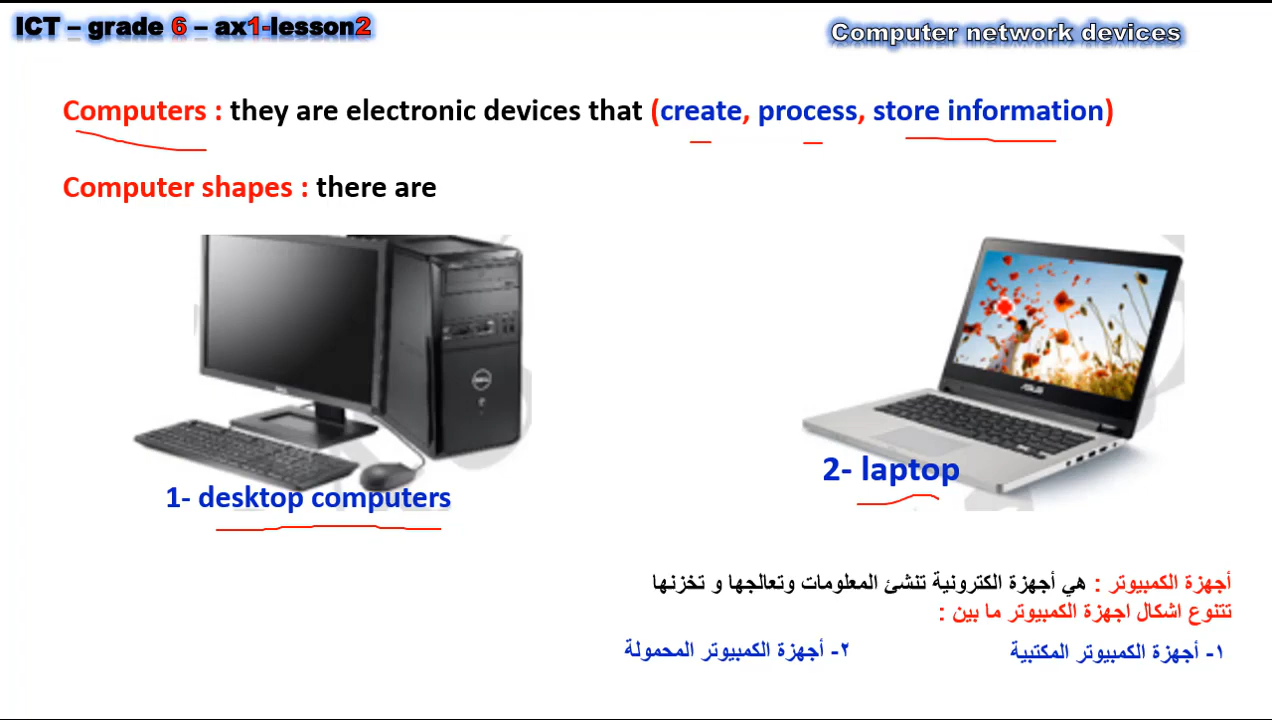 ICT – grade 6 – ax1-lesson2
Computer network devices
Computers : they are electronic devices that (create, process, store information)
Computer shapes : there are
DELL
ASUS
1- desktop computers
2- laptop
أجهزة الكمبيوتر : هي أجهزة الكترونية تنشئ المعلومات وتعالجها و تخزنها
تتنوع اشكال اجهزة الكمبيوتر ما بين :
١- أجهزة الكمبيوتر المكتبية
٢- أجهزة الكمبيوتر المحمولة